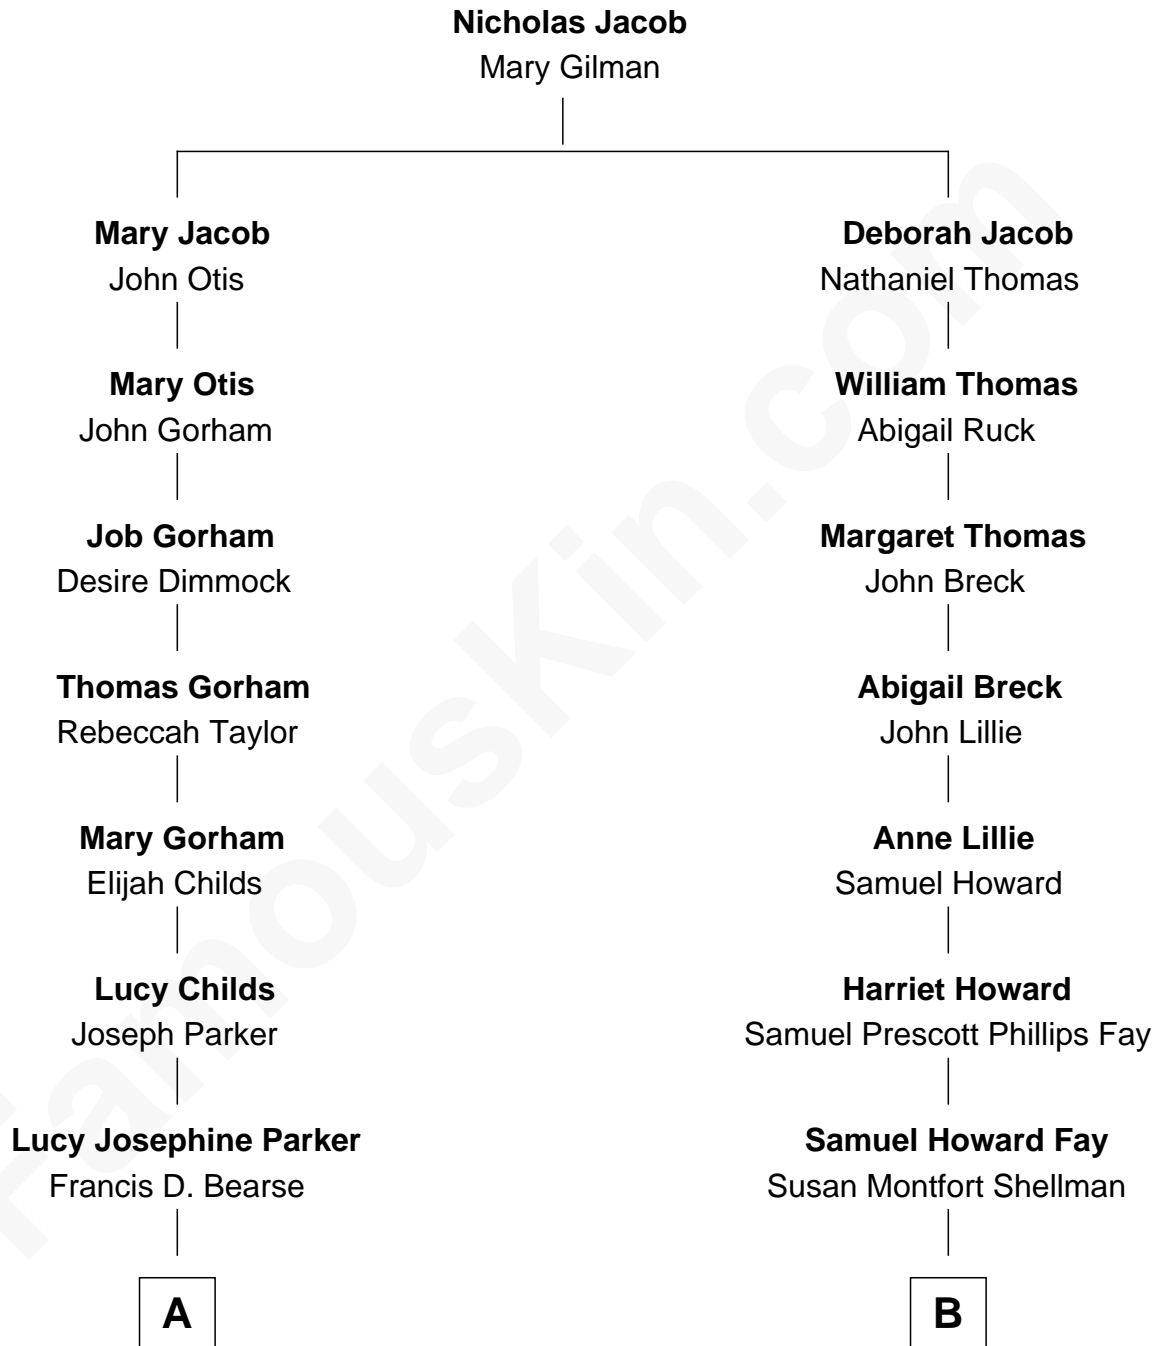 Nicholas Jacob
Mary Gilman
Mary Jacob
John Otis
Deborah Jacob
Nathaniel Thomas
Mary Otis
John Gorham
William Thomas
Abigail Ruck
Job Gorham
Desire Dimmock
Margaret Thomas
John Breck
Thomas Gorham
Rebeccah Taylor
Abigail Breck
John Lillie
Mary Gorham
Elijah Childs
Anne Lillie
Samuel Howard
Lucy Childs
Joseph Parker
Harriet Howard
Samuel Prescott Phillips Fay
Lucy Josephine Parker
Francis D. Bearse
Samuel Howard Fay
Susan Montfort Shellman
A
B
FamousKin.com